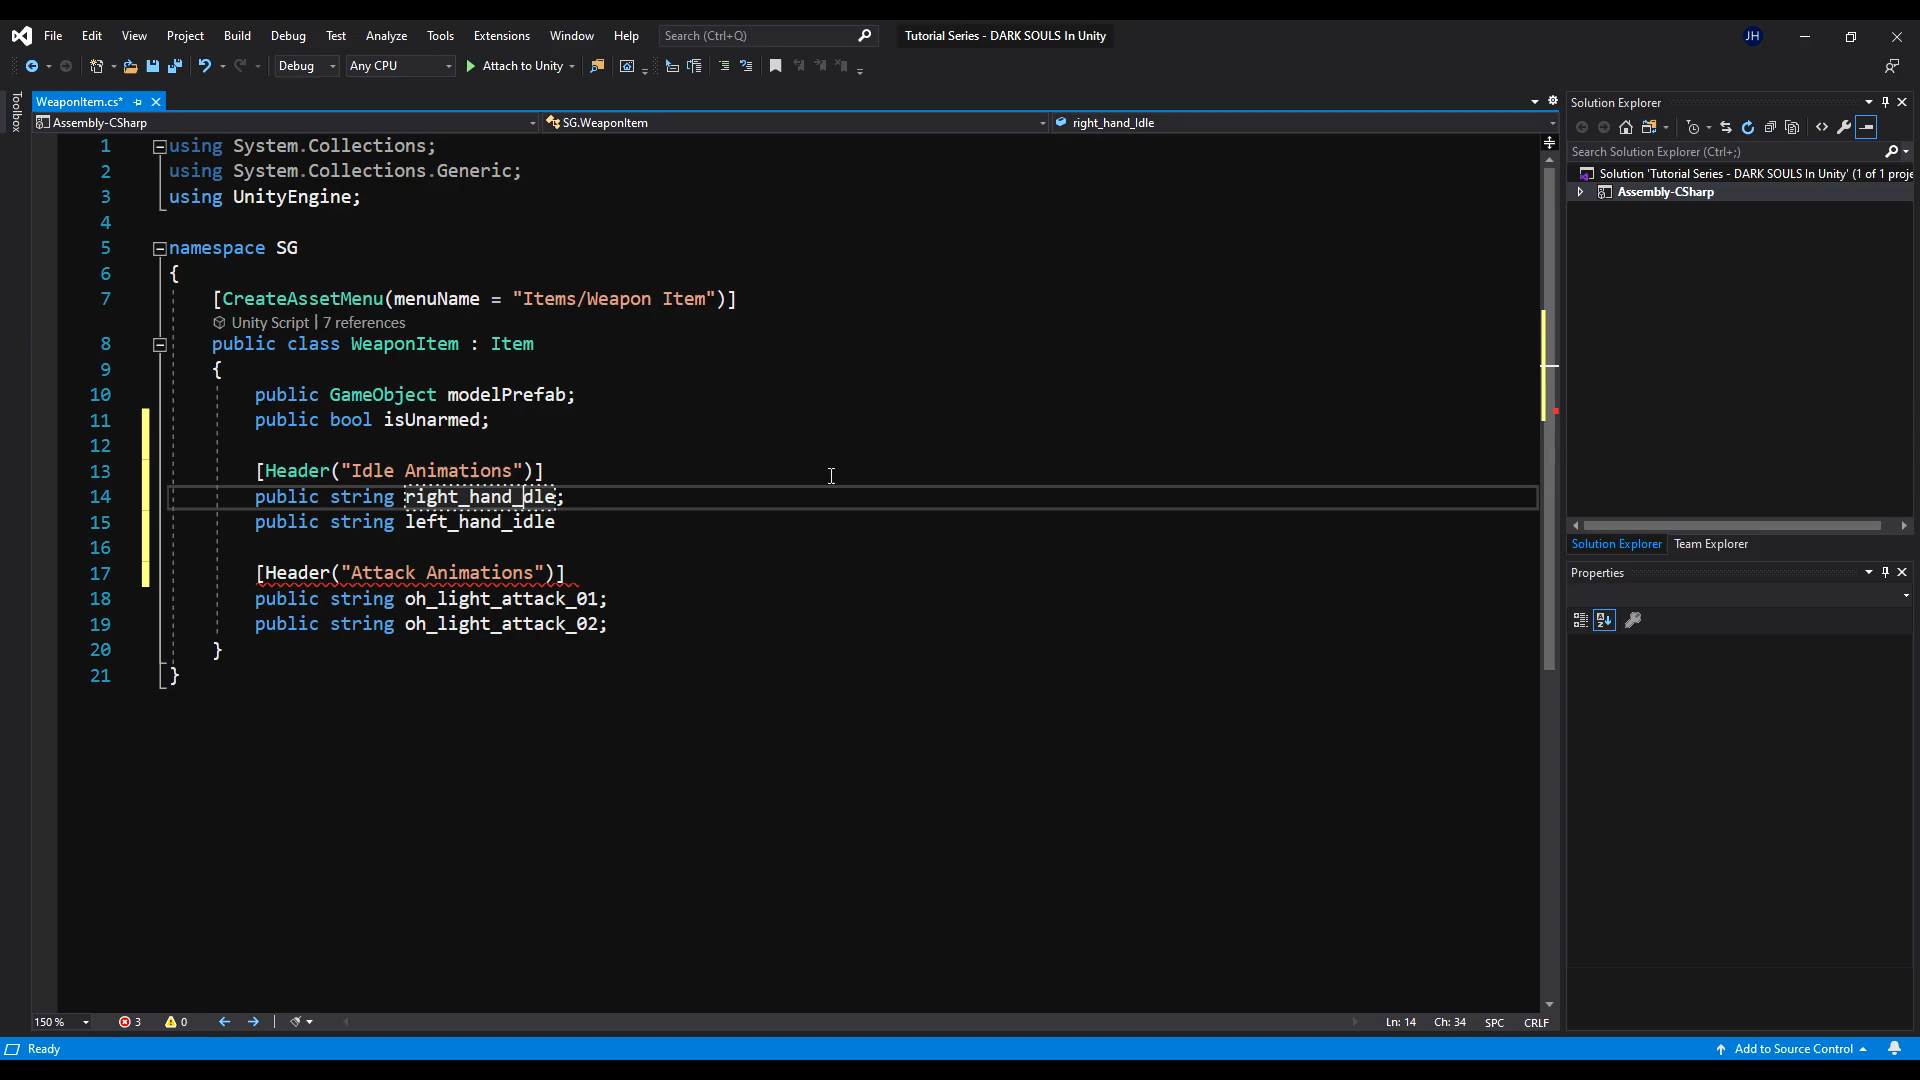 File Edit View Project Build Debug Test Analyze Tools Extensions Window Help Search (Ctrl+Q) Tutorial Series - DARK SOULS In Unity JH
Debug Any CPU Attach to Unity
Toolbox
WeaponItem.cs*
Assembly-CSharp SG.WeaponItem right_hand_Idle
1 using System.Collections;
2 using System.Collections.Generic;
3 using UnityEngine;
4
5 namespace SG
6 {
7 [CreateAssetMenu(menuName = "Items/Weapon Item")]
Unity Script | 7 references
8 public class WeaponItem : Item
9 {
10 public GameObject modelPrefab;
11 public bool isUnarmed;
12
13 [Header("Idle Animations")]
14 public string right_hand_dle;
15 public string left_hand_idle
16
17 [Header("Attack Animations")]
18 public string oh_light_attack_01;
19 public string oh_light_attack_02;
20 }
21 }
150 % 3 0 Ln: 14 Ch: 34 SPC CRLF
Solution Explorer
Search Solution Explorer (Ctrl+;)
Solution 'Tutorial Series - DARK SOULS In Unity' (1 of 1 proje
Assembly-CSharp
Solution Explorer Team Explorer
Properties
Ready Add to Source Control